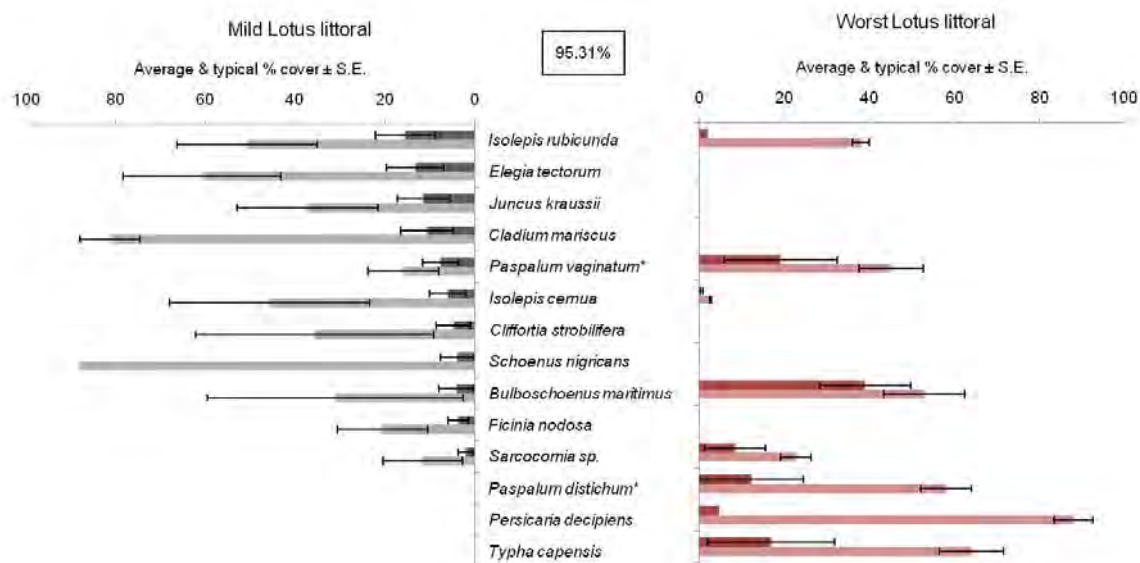 Mild Lotus littoral
95.31%
Worst Lotus littoral
Average & typical % cover ± S.E.
Average & typical % cover ± S.E.
100 80 60 40 20 0
0 20 40 60 80 100
Isolepis rubicunda
Elegia tectorum
Juncus kraussii
Cladium mariscus
Paspalum vaginatum*
Isolepis cernua
Cliffortia strobilifera
Schoenus nigricans
Bulboschoenus maritimus
Ficinia nodosa
Sarcocornia sp.
Paspalum distichum*
Persicaria decipiens
Typha capensis